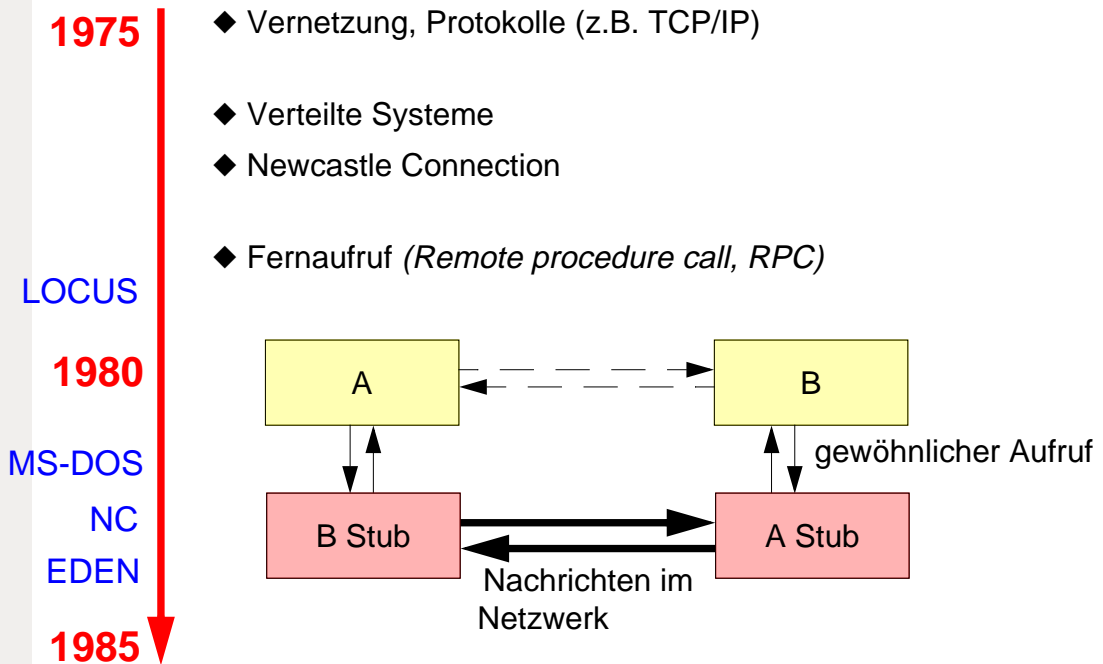 1975
◆ Vernetzung, Protokolle (z.B. TCP/IP)
◆ Verteilte Systeme
◆ Newcastle Connection
◆ Fernaufruf (Remote procedure call, RPC)
LOCUS
1980
A
B
MS-DOS
gewöhnlicher Aufruf
NC
B Stub
A Stub
EDEN
Nachrichten im
Netzwerk
1985